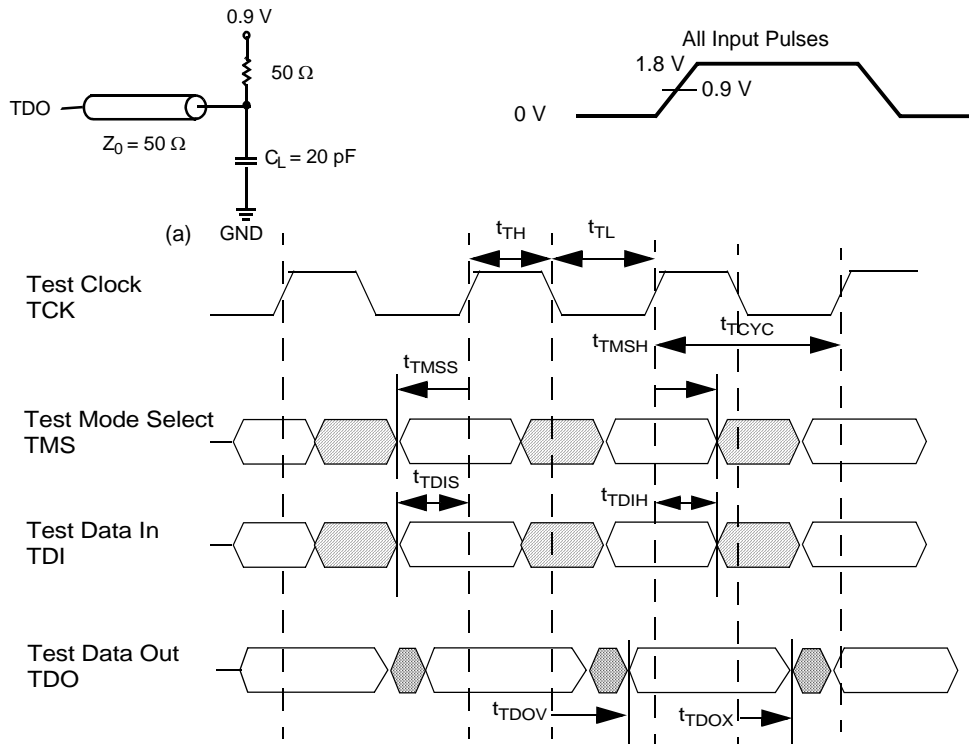 0.9 V
50 Ω
TDO
Z0 = 50 Ω
CL = 20 pF
(a)
GND
All Input Pulses
1.8 V
0.9 V
0 V
tTH
tTL
Test Clock
TCK
tTCYC
tTMSH
tTMSS
Test Mode Select
TMS
tTDIS
tTDIH
Test Data In
TDI
Test Data Out
TDO
tTDOV
tTDOX